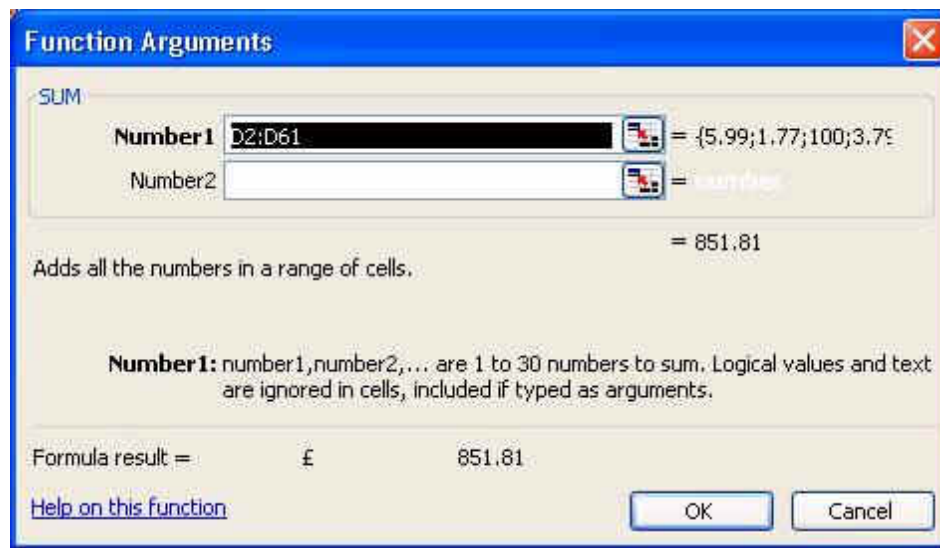 Function Arguments
SUM
Number1 D2:D61 = {5.99;1.77;100;3.79
Number2 = number
= 851.81
Adds all the numbers in a range of cells.
Number1: number1,number2,... are 1 to 30 numbers to sum. Logical values and text
are ignored in cells, included if typed as arguments.
Formula result = £ 851.81
Help on this function OK Cancel